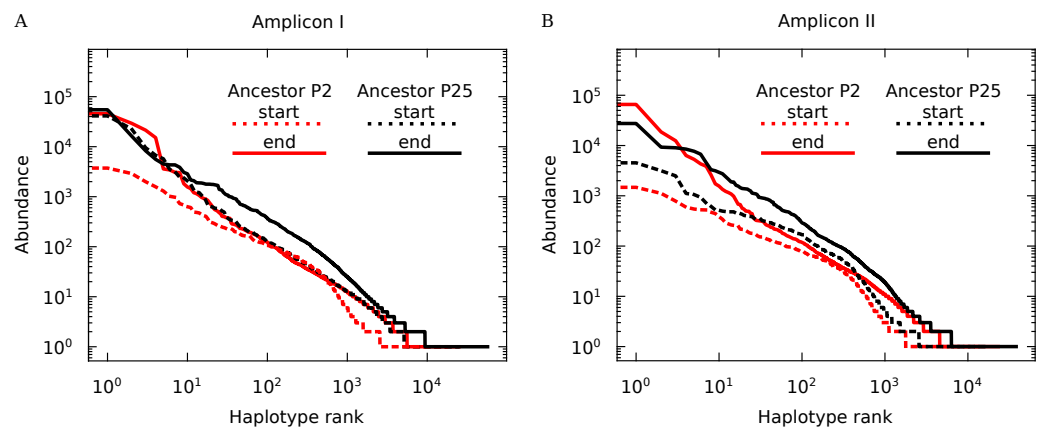 A
Amplicon I
Abundance
10^5
10^4
10^3
10^2
10^1
10^0
Ancestor P2 Ancestor P25
start start
end end
10^0 10^1 10^2 10^3 10^4
Haplotype rank
B
Amplicon II
Abundance
10^5
10^4
10^3
10^2
10^1
10^0
Ancestor P2 Ancestor P25
start start
end end
10^0 10^1 10^2 10^3 10^4
Haplotype rank